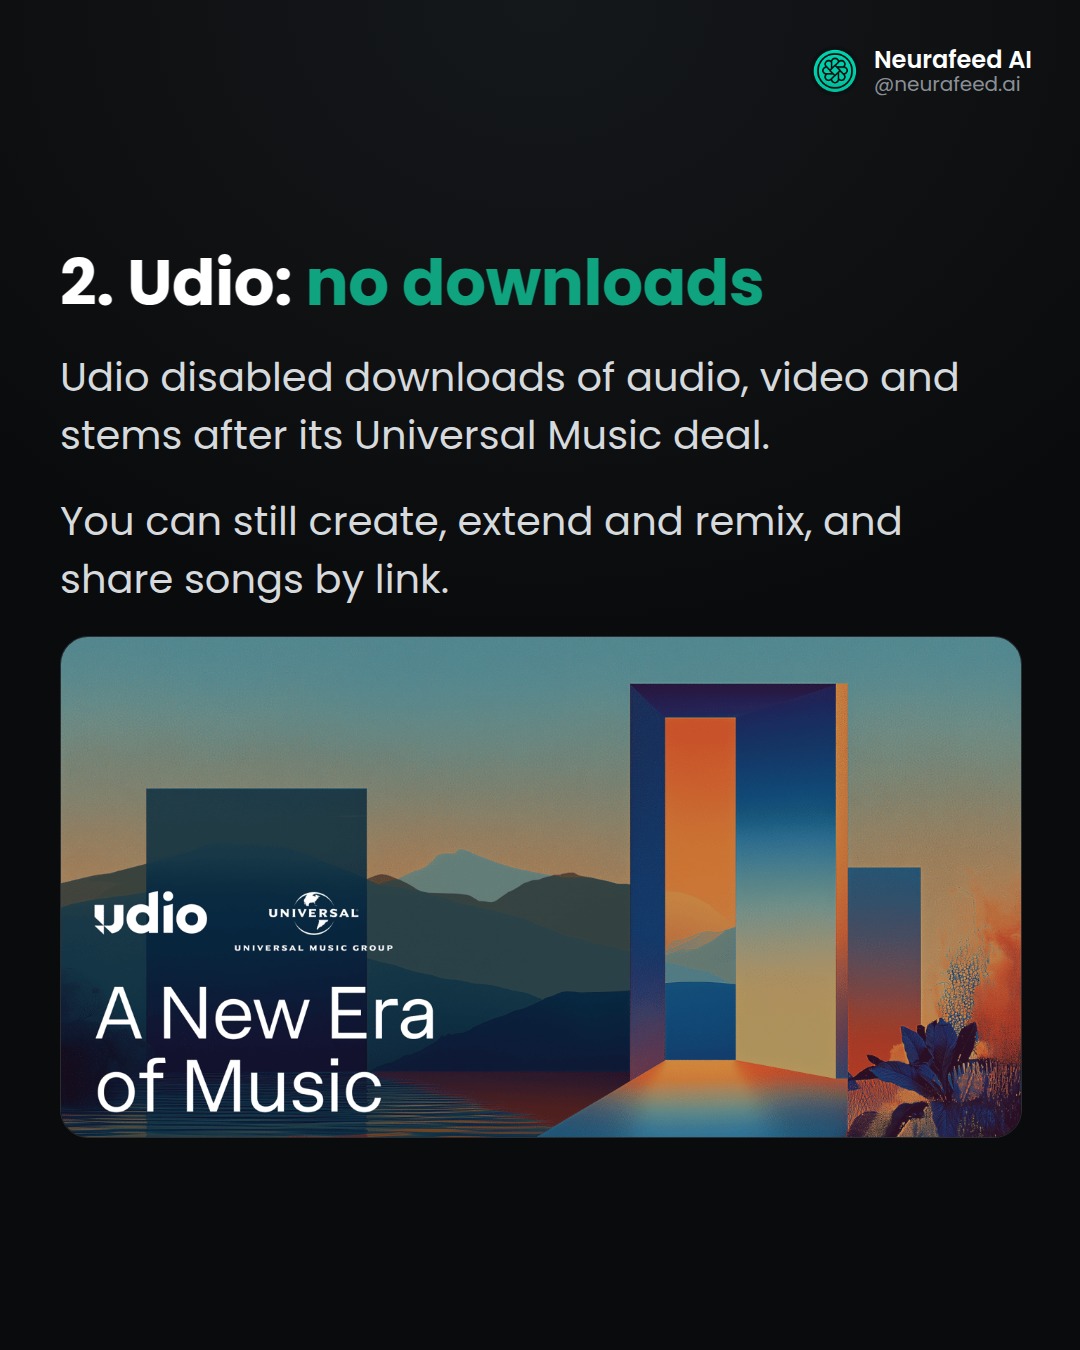 Neurafeed AI
@neurafeed.ai
2. Udio: no downloads
Udio disabled downloads of audio, video and
stems after its Universal Music deal.
You can still create, extend and remix, and
share songs by link.
udio
UNIVERSAL
UNIVERSAL MUSIC GROUP
A New Era
of Music